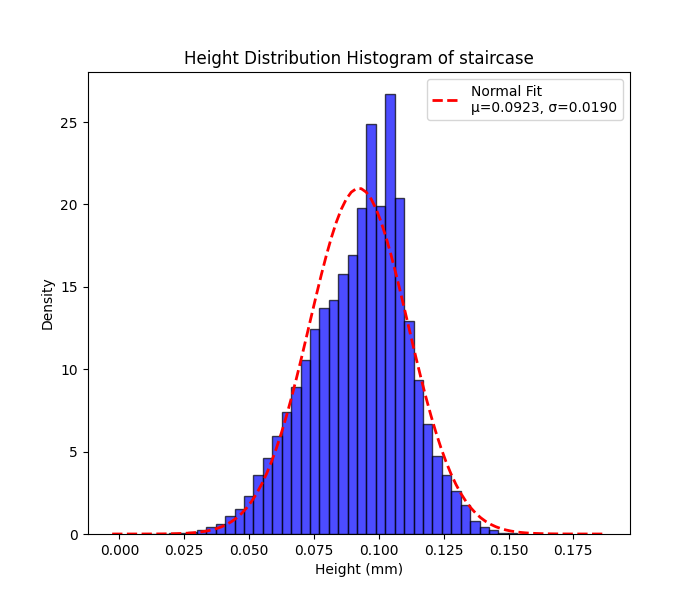 Height Distribution Histogram of staircase
Normal Fit
μ=0.0923, σ=0.0190
25
20
15
10
5
0
Density
0.000 0.025 0.050 0.075 0.100 0.125 0.150 0.175
Height (mm)